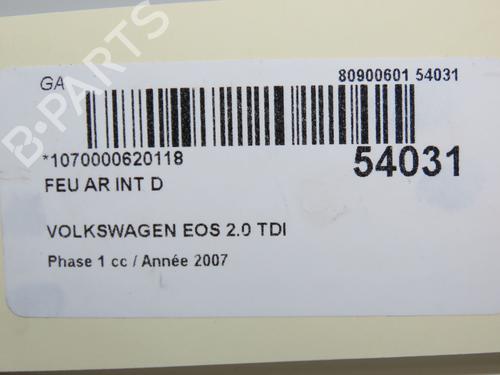 GA 80900601 54031
*1070000620118 54031
FEU AR INT D
VOLKSWAGEN EOS 2.0 TDI
Phase 1 cc / Année 2007
B-PARTS